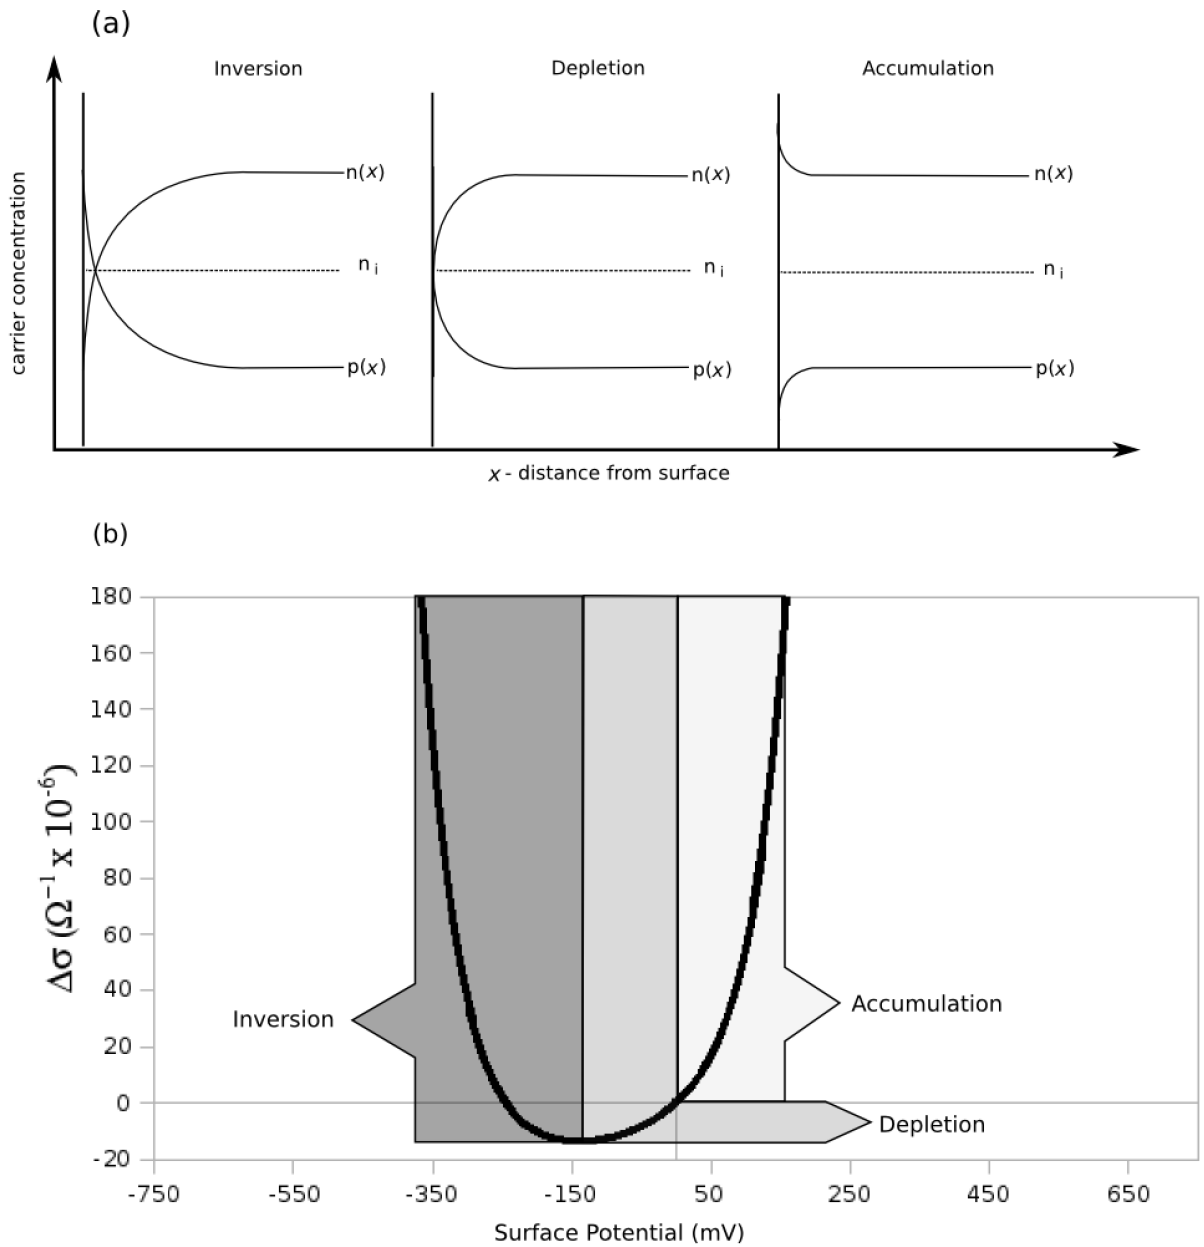 (a)
Inversion
Depletion
Accumulation
carrier concentration
n(x)
n(x)
n(x)
n i
n i
n i
p(x)
p(x)
p(x)
x - distance from surface
(b)
180
160
140
120
100
80
60
40
20
0
-20
Δσ (Ω⁻¹ x 10⁻⁶)
Inversion
Accumulation
Depletion
-750 -550 -350 -150 50 250 450 650
Surface Potential (mV)